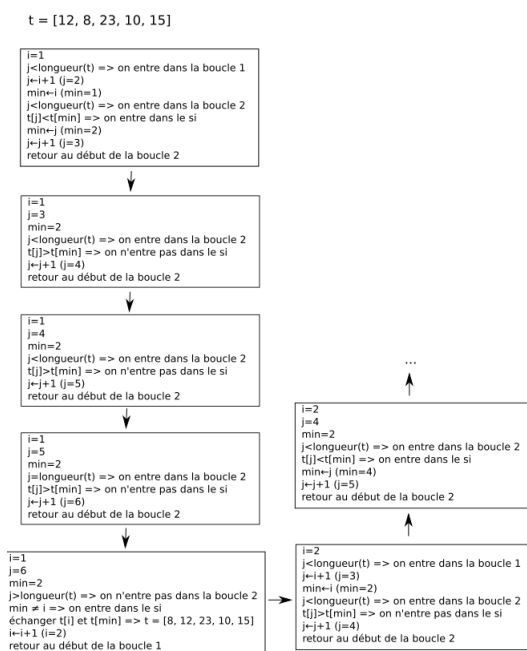 t = [12, 8, 23, 10, 15]
i=1
j<longueur(t) => on entre dans la boucle 1
j←i+1 (j=2)
min←i (min=1)
j<longueur(t) => on entre dans la boucle 2
t[j]<t[min] => on entre dans le si
min←j (min=2)
j←j+1 (j=3)
retour au début de la boucle 2
i=1
j=3
min=2
j<longueur(t) => on entre dans la boucle 2
t[j]>t[min] => on n'entre pas dans le si
j←j+1 (j=4)
retour au début de la boucle 2
i=1
j=4
min=2
j<longueur(t) => on entre dans la boucle 2
t[j]>t[min] => on n'entre pas dans le si
j←j+1 (j=5)
retour au début de la boucle 2
i=1
j=5
min=2
j=longueur(t) => on entre dans la boucle 2
t[j]>t[min] => on n'entre pas dans le si
j←j+1 (j=6)
retour au début de la boucle 2
i=1
j=6
min=2
j>longueur(t) => on n'entre pas dans la boucle 2
min ≠ i => on entre dans le si
échanger t[i] et t[min] => t = [8, 12, 23, 10, 15]
i←i+1 (i=2)
retour au début de la boucle 1
i=2
j<longueur(t) => on entre dans la boucle 1
j←i+1 (j=3)
min←i (min=2)
j<longueur(t) => on entre dans la boucle 2
t[j]>t[min] => on n'entre pas dans le si
j←j+1 (j=4)
retour au début de la boucle 2
i=2
j=4
min=2
j<longueur(t) => on entre dans la boucle 2
t[j]<t[min] => on entre dans le si
min←j (min=4)
j←j+1 (j=5)
retour au début de la boucle 2
...